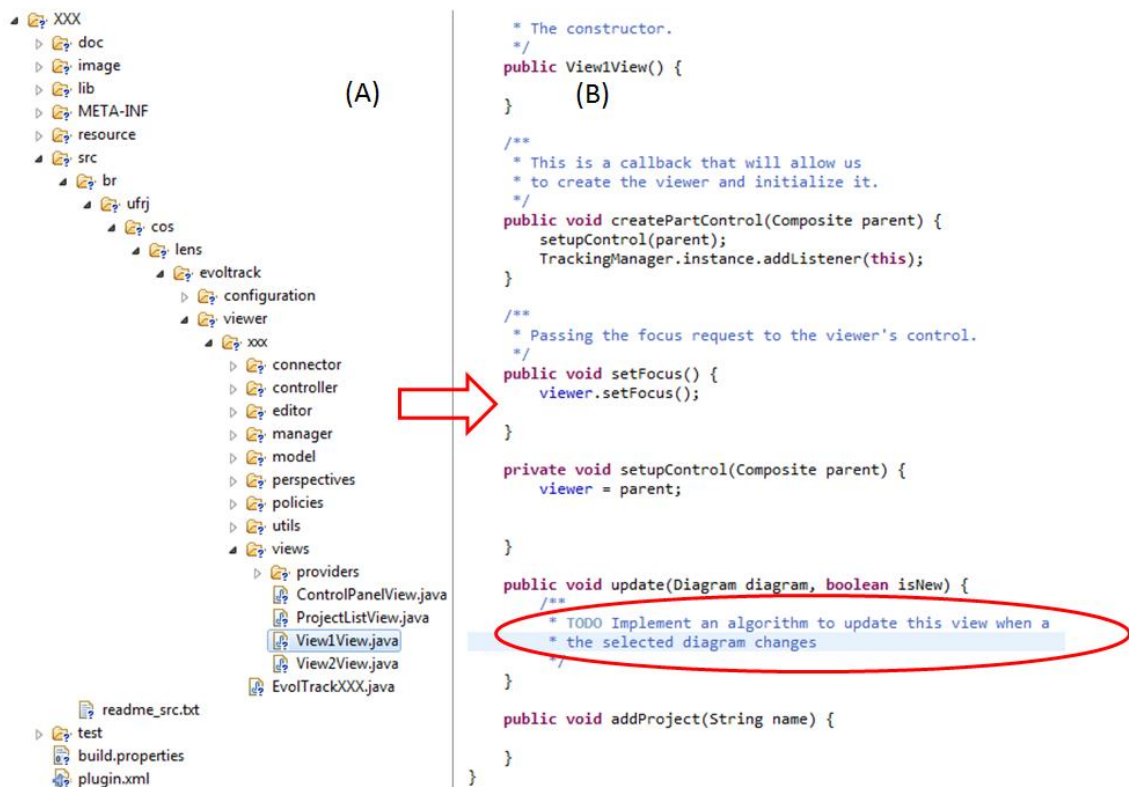 XXX
doc
image
lib
META-INF
resource
src
br
ufrj
cos
lens
evoltrack
configuration
viewer
xxx
connector
controller
editor
manager
model
perspectives
policies
utils
views
providers
ControlPanelView.java
ProjectListView.java
View1View.java
View2View.java
EvolTrackXXX.java
readme_src.txt
test
build.properties
plugin.xml
(A)
* The constructor.
*/
public View1View() {
(B)
}
/**
* This is a callback that will allow us
* to create the viewer and initialize it.
*/
public void createPartControl(Composite parent) {
setupControl(parent);
TrackingManager.instance.addListener(this);
}
/**
* Passing the focus request to the viewer's control.
*/
public void setFocus() {
viewer.setFocus();
}
private void setupControl(Composite parent) {
viewer = parent;
}
public void update(Diagram diagram, boolean isNew) {
/**
* TODO Implement an algorithm to update this view when a
* the selected diagram changes
*/
}
public void addProject(String name) {
}
}